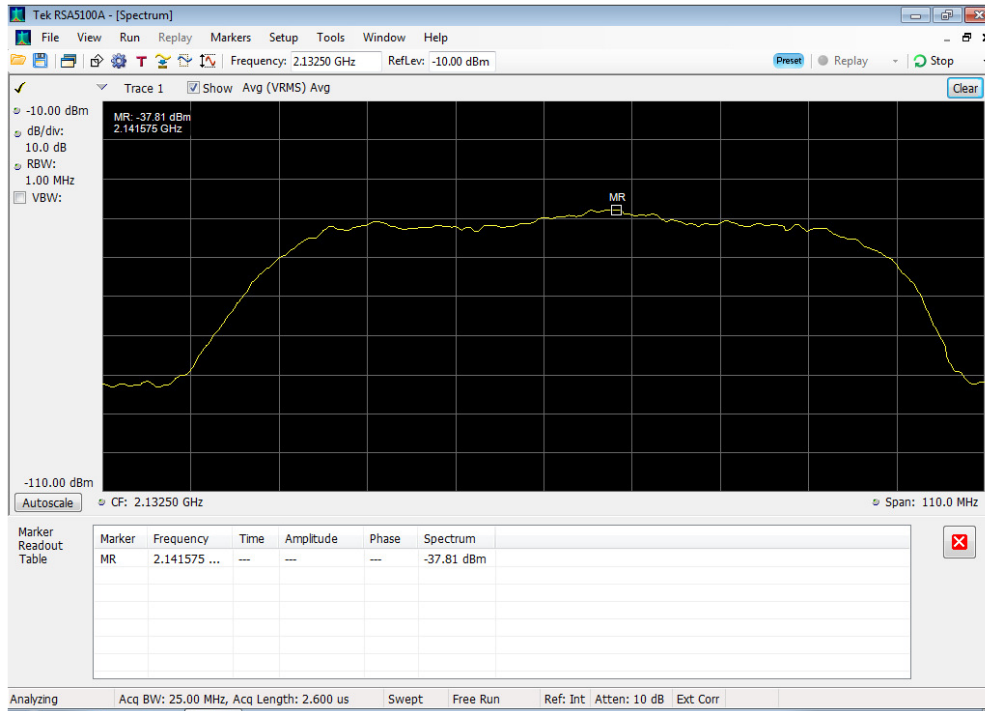 Tek RSA5100A - [Spectrum]
File View Run Replay Markers Setup Tools Window Help
T Frequency: 2.13250 GHz RefLev: -10.00 dBm Preset Replay Stop
Trace 1 Show Avg (VRMS) Avg Clear
-10.00 dBm
dB/div:
10.0 dB
RBW:
1.00 MHz
VBW:
MR: -37.81 dBm
2.141575 GHz
MR
-110.00 dBm
Autoscale CF: 2.13250 GHz Span: 110.0 MHz
Marker
Readout
Table
Marker Frequency Time Amplitude Phase Spectrum
MR 2.141575 ... --- --- --- -37.81 dBm
Analyzing Acq BW: 25.00 MHz, Acq Length: 2.600 us Swept Free Run Ref: Int Atten: 10 dB Ext Corr